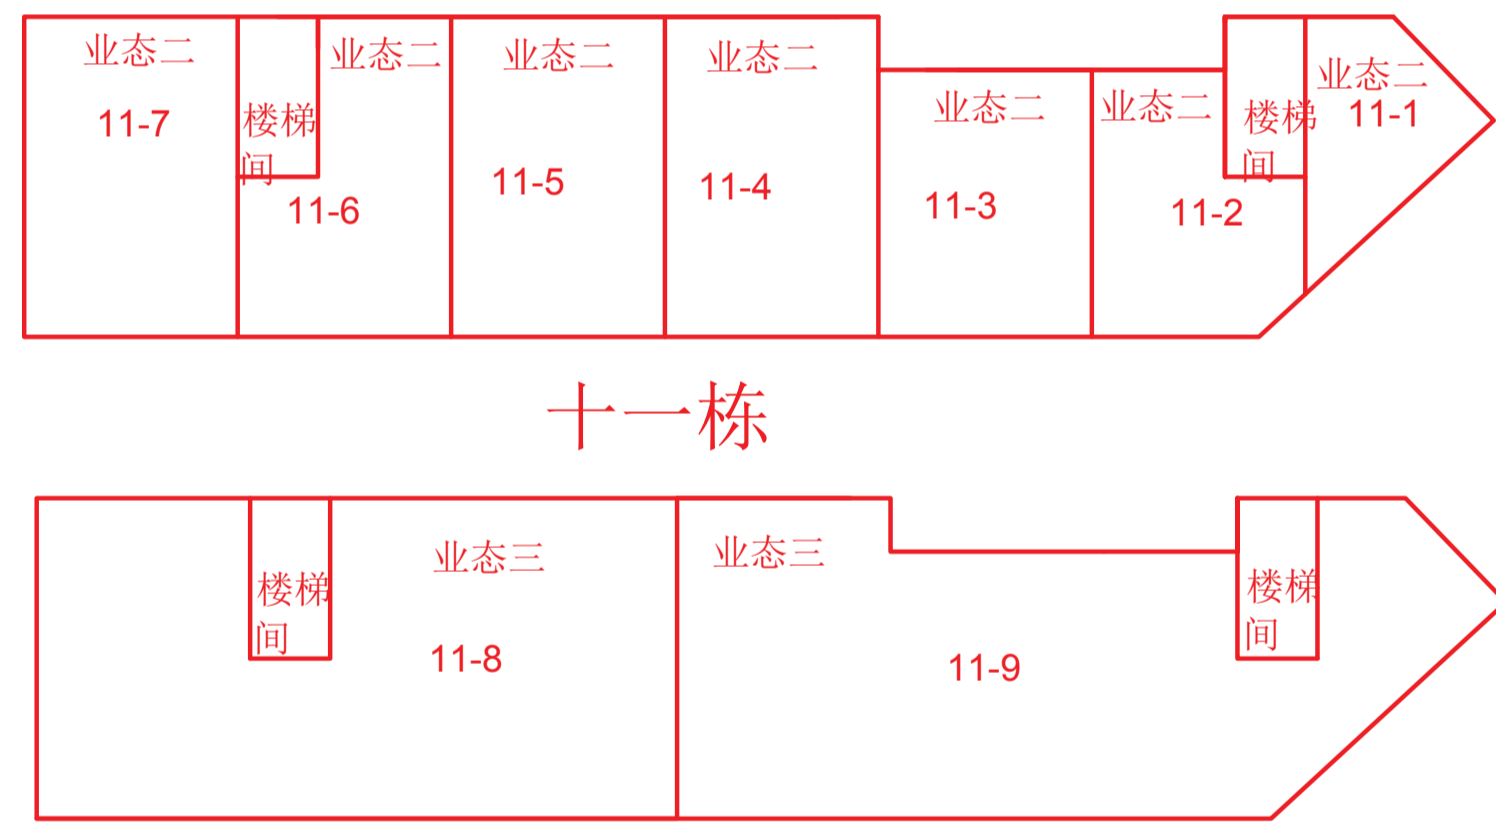 业态二
11-7
楼梯
间
业态二
11-6
业态二
11-5
业态二
11-4
业态二
11-3
业态二
11-2
楼梯
间
业态二
11-1
十一栋
楼梯
间
业态三
11-8
业态三
11-9
楼梯
间